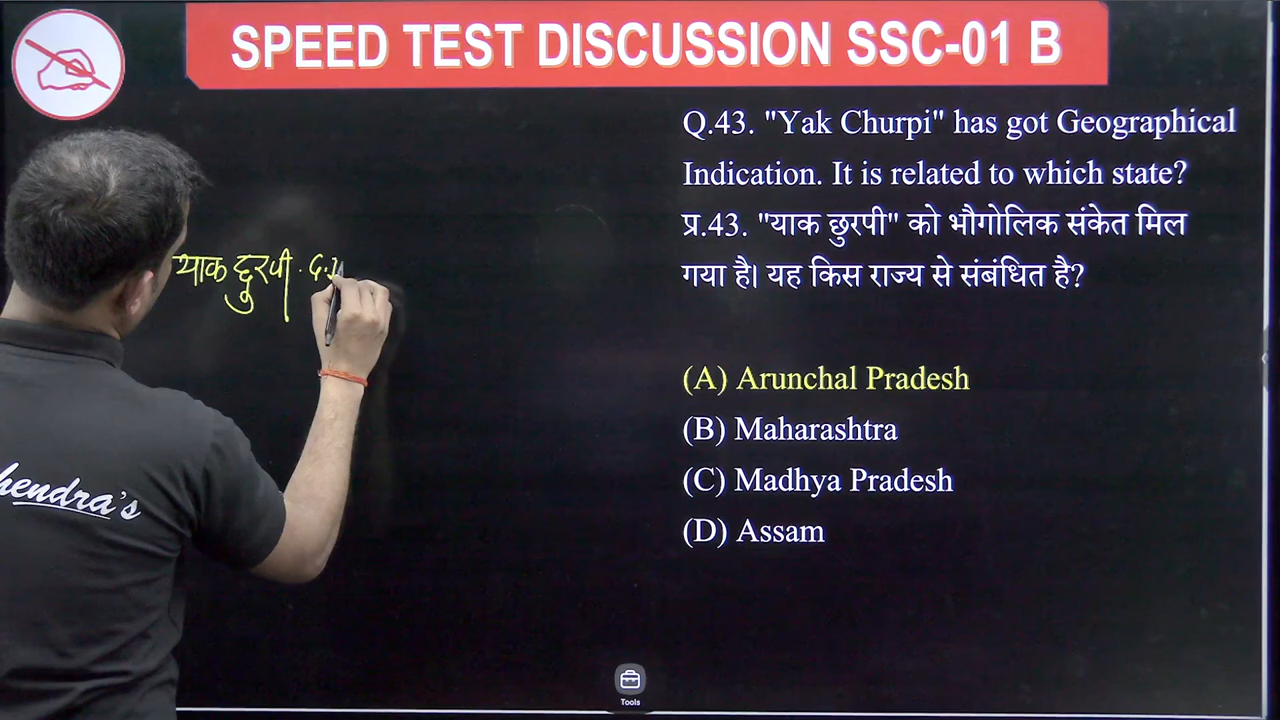 SPEED TEST DISCUSSION SSC-01 B
Q.43. "Yak Churpi" has got Geographical
Indication. It is related to which state?
प्र.43. "याक छुरपी" को भौगोलिक संकेत मिल
गया है। यह किस राज्य से संबंधित है?
(A) Arunchal Pradesh
(B) Maharashtra
(C) Madhya Pradesh
(D) Assam
याक छुरपी
hendra's
Tools